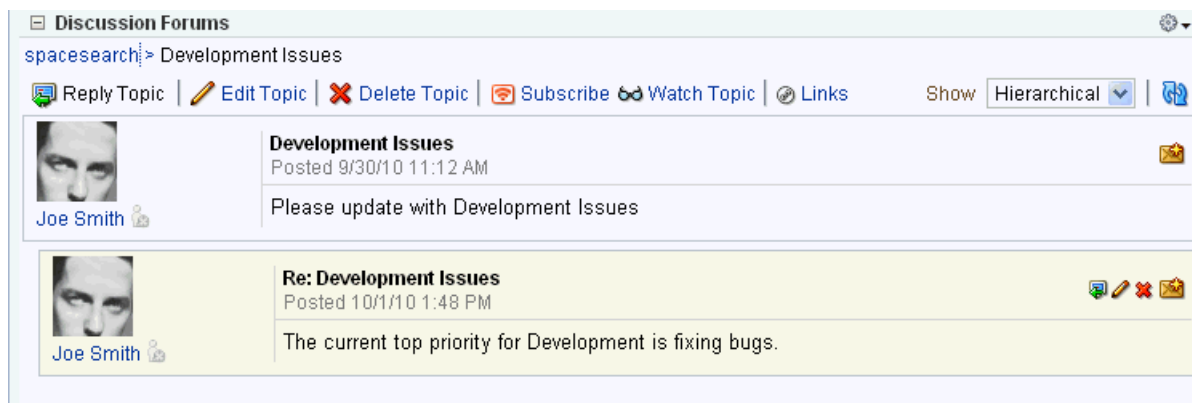 Discussion Forums
spacesearch > Development Issues
Reply Topic | Edit Topic | Delete Topic | Subscribe Watch Topic | Links Show Hierarchical
Development Issues
Posted 9/30/10 11:12 AM
Joe Smith
Please update with Development Issues
Re: Development Issues
Posted 10/1/10 1:48 PM
Joe Smith
The current top priority for Development is fixing bugs.